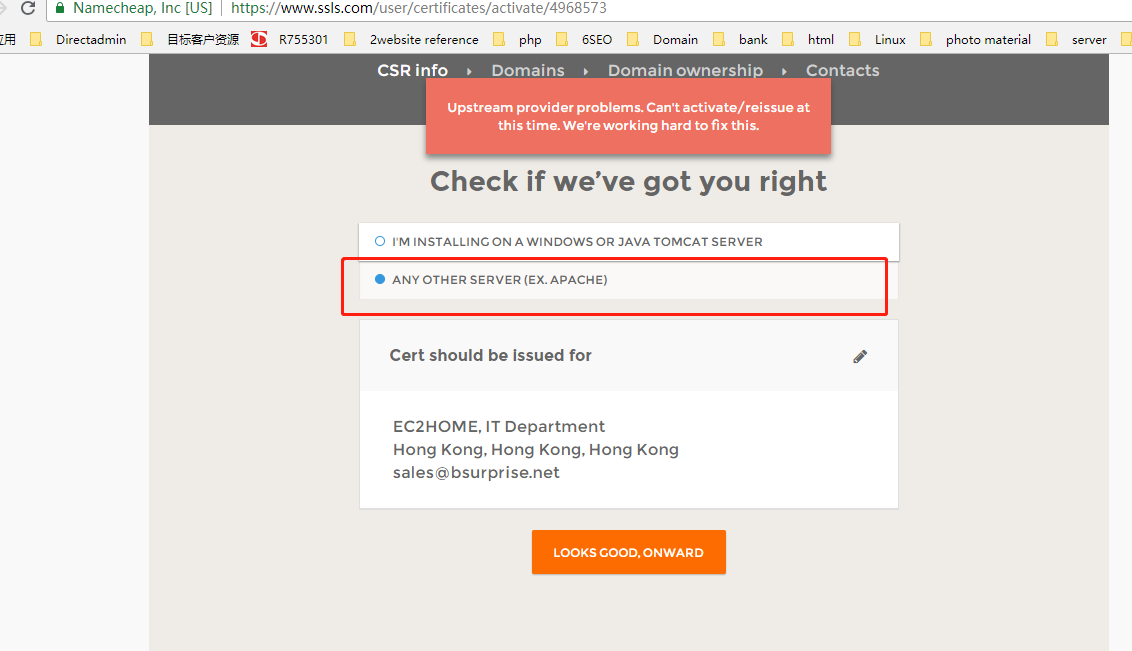 Namecheap, Inc [US] https://www.ssls.com/user/certificates/activate/4968573
Directadmin 目标客户资源 R755301 2website reference php 6SEO Domain bank html Linux photo material server
CSR info Domains Domain ownership Contacts
Upstream provider problems. Can't activate/reissue at
this time. We're working hard to fix this.
Check if we’ve got you right
I'M INSTALLING ON A WINDOWS OR JAVA TOMCAT SERVER
ANY OTHER SERVER (EX. APACHE)
Cert should be issued for
EC2HOME, IT Department
Hong Kong, Hong Kong, Hong Kong
sales@bsurprise.net
LOOKS GOOD, ONWARD